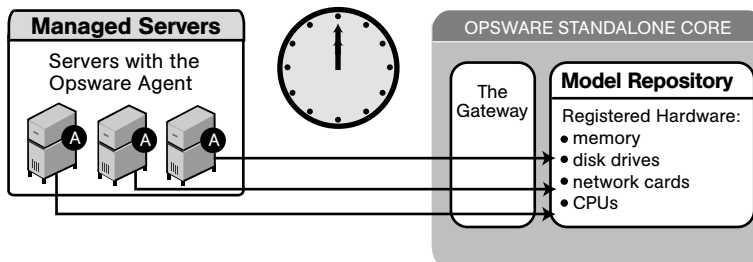 Managed Servers
Servers with the
Opsware Agent
A
A
A
OPSWARE STANDALONE CORE
The
Gateway
Model Repository
Registered Hardware:
• memory
• disk drives
• network cards
• CPUs